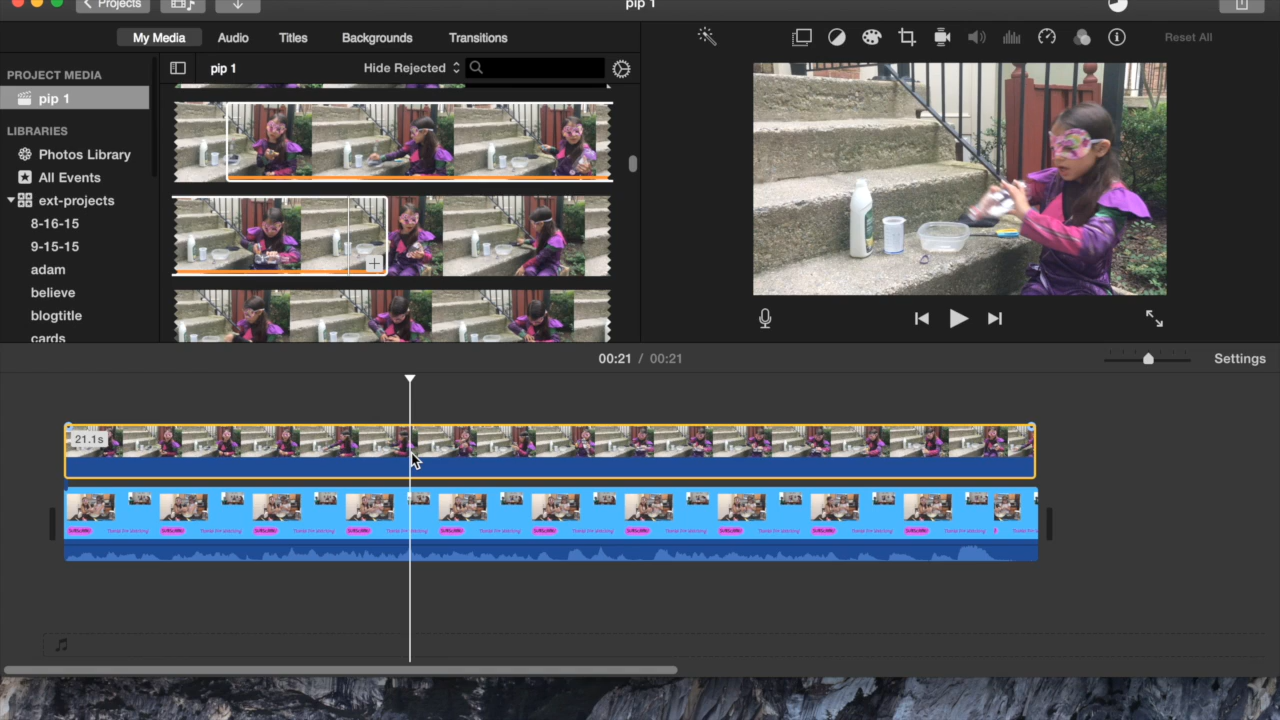 Projects
pip 1
My Media
Audio
Titles
Backgrounds
Transitions
Reset All
PROJECT MEDIA
pip 1
LIBRARIES
Photos Library
All Events
ext-projects
8-16-15
9-15-15
adam
believe
blogtitle
cards
pip 1
Hide Rejected
00:21 / 00:21
Settings
21.1s